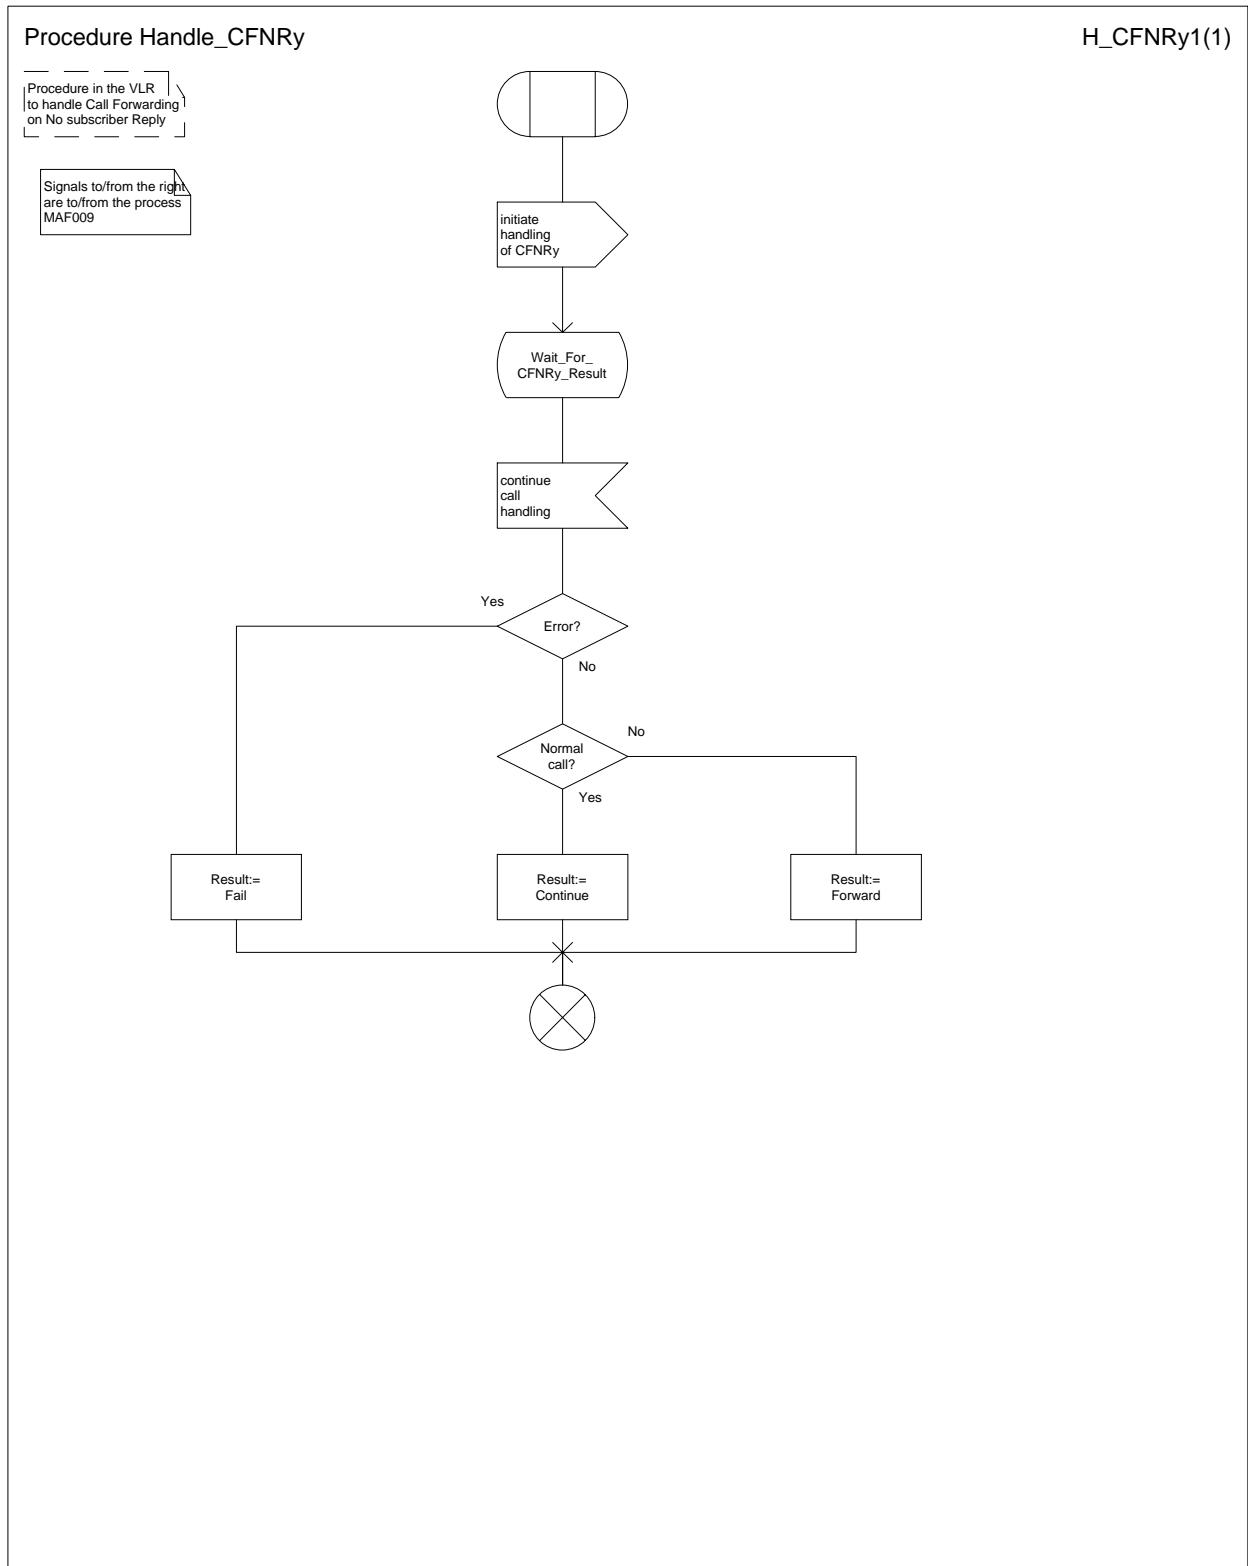 Procedure Handle_CFNRy
H_CFNRy1(1)
Procedure in the VLR
to handle Call Forwarding
on No subscriber Reply
Signals to/from the right
are to/from the process
MAF009
initiate
handling
of CFNRy
Wait_For_
CFNRy_Result
continue
call
handling
Yes
Error?
No
No
Normal
call?
Yes
Result:=
Fail
Result:=
Continue
Result:=
Forward